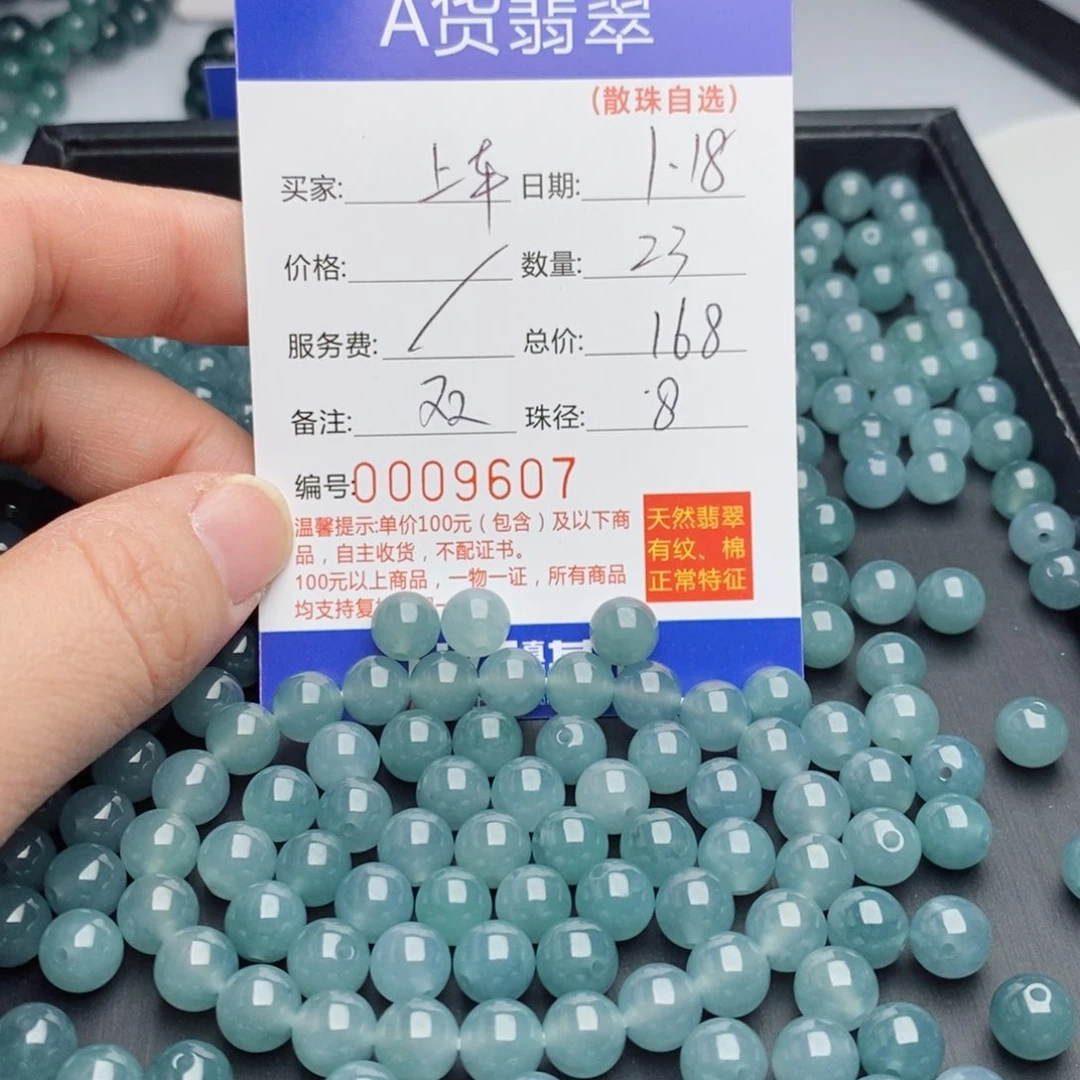 A货翡翠
(散珠自选)
买家: 上车 日期: 1.18
价格: 数量: 23
服务费: 总价: 168
备注: 珠径: 8
编号:0009607
温馨提示:单价100元(包含)及以下商
品，自主收货，不配证书。
100元以上商品，一物一证，所有商品
均支持复
天然翡翠
有纹、棉
正常特征